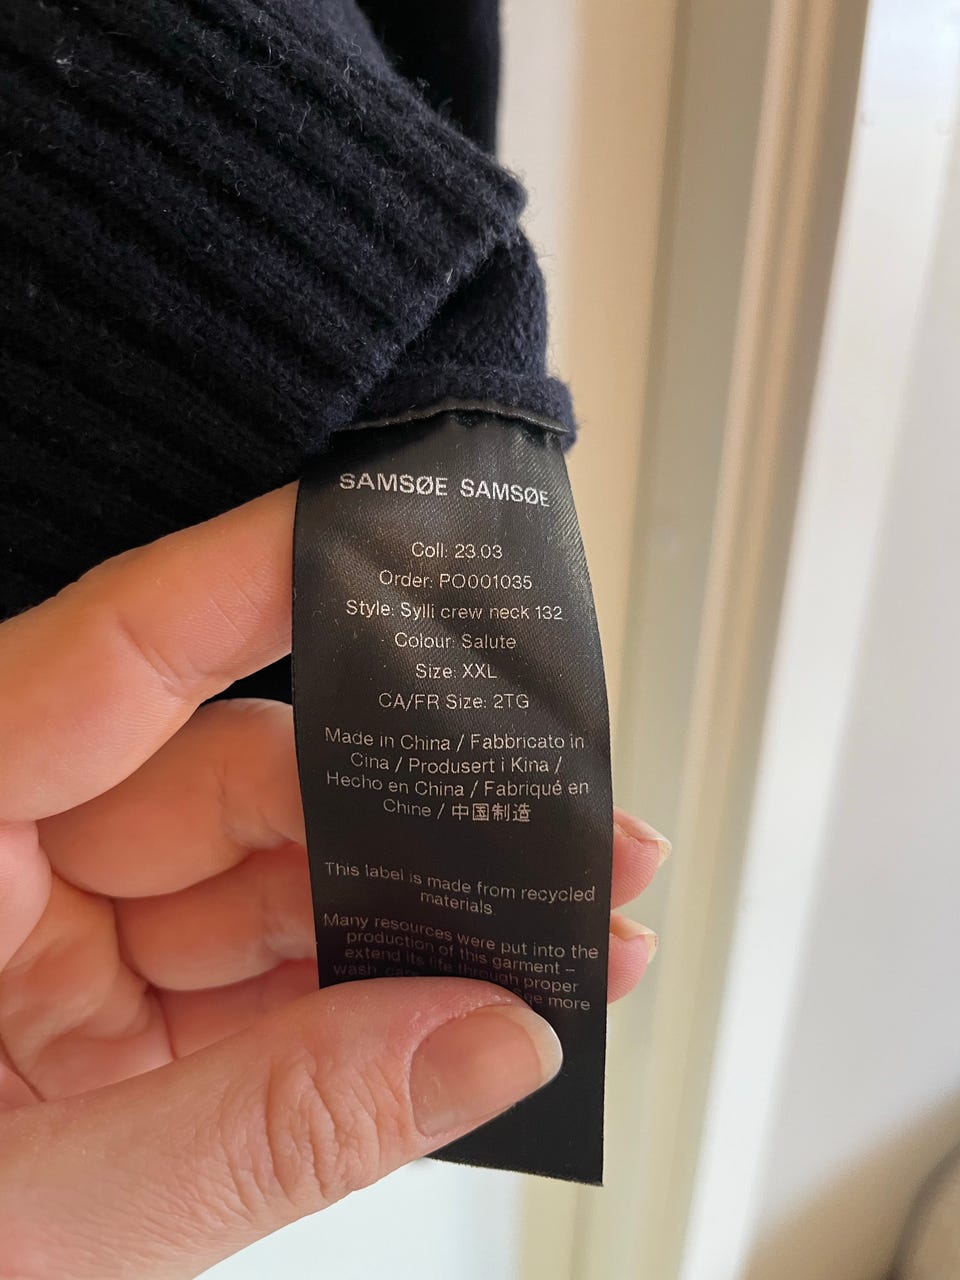 SAMSØE SAMSØE
Coll: 23.03
Order: PO001035
Style: Sylli crew neck 132
Colour: Salute
Size: XXL
CA/FR Size: 2TG
Made in China / Fabbricato in
Cina / Produsert i Kina /
Hecho en China / Fabriqué en
Chine / 中国制造
This label is made from recycled
materials.
Many resources were put into the
production of this garment –
extend its life through proper
wash See more